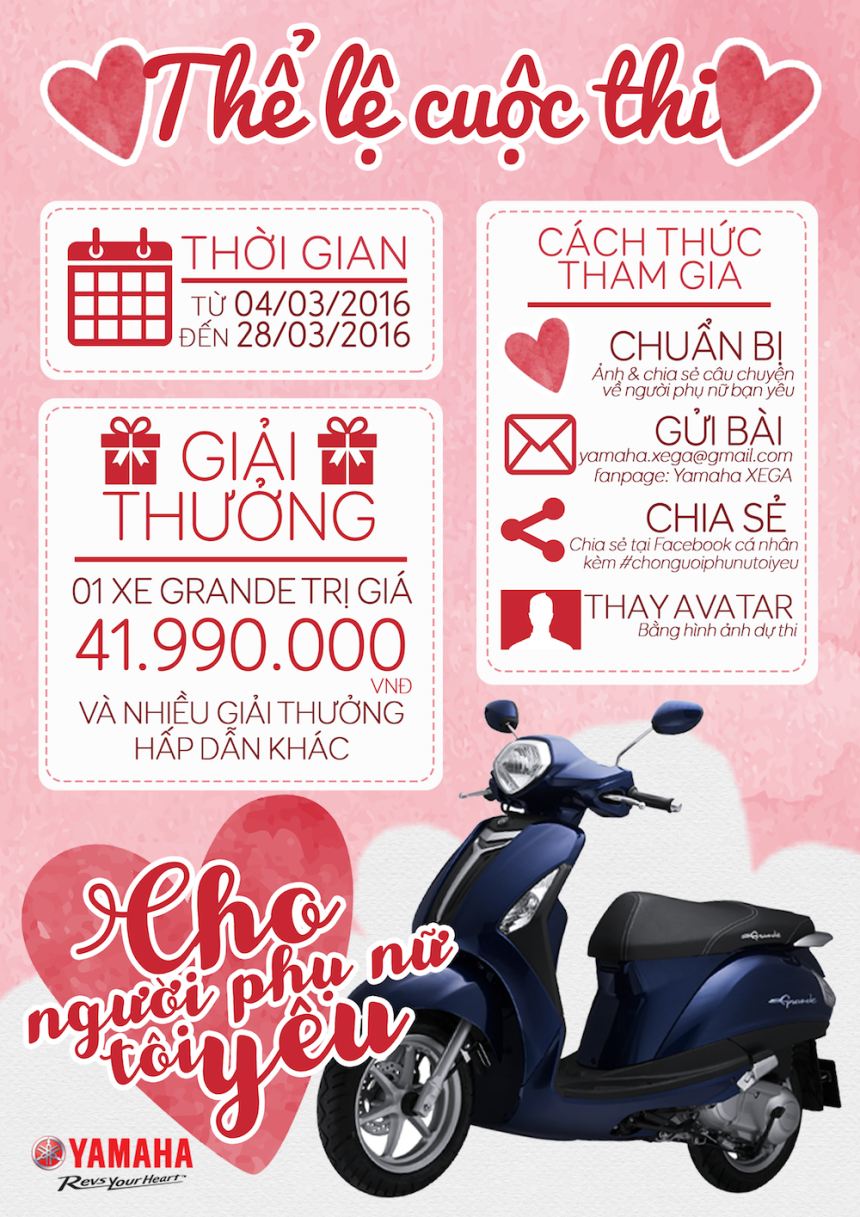 Thể lệ cuộc thi
THỜI GIAN
TỪ 04/03/2016
ĐẾN 28/03/2016
GIẢI
THƯỞNG
01 XE GRANDE TRỊ GIÁ
41.990.000
VNĐ
VÀ NHIỀU GIẢI THƯỞNG
HẤP DẪN KHÁC
CÁCH THỨC
THAM GIA
CHUẨN BỊ
Ảnh & chia sẻ câu chuyện
về người phụ nữ bạn yêu
GỬI BÀI
yamaha.xega@gmail.com
fanpage: Yamaha XEGA
CHIA SẺ
Chia sẻ tại Facebook cá nhân
kèm #chonguoiphunutoiyeu
THAY AVATAR
Bằng hình ảnh dự thi
Cho
người phụ nữ
tôi yêu
Grande
Grande
YAMAHA
Revs Your Heart™